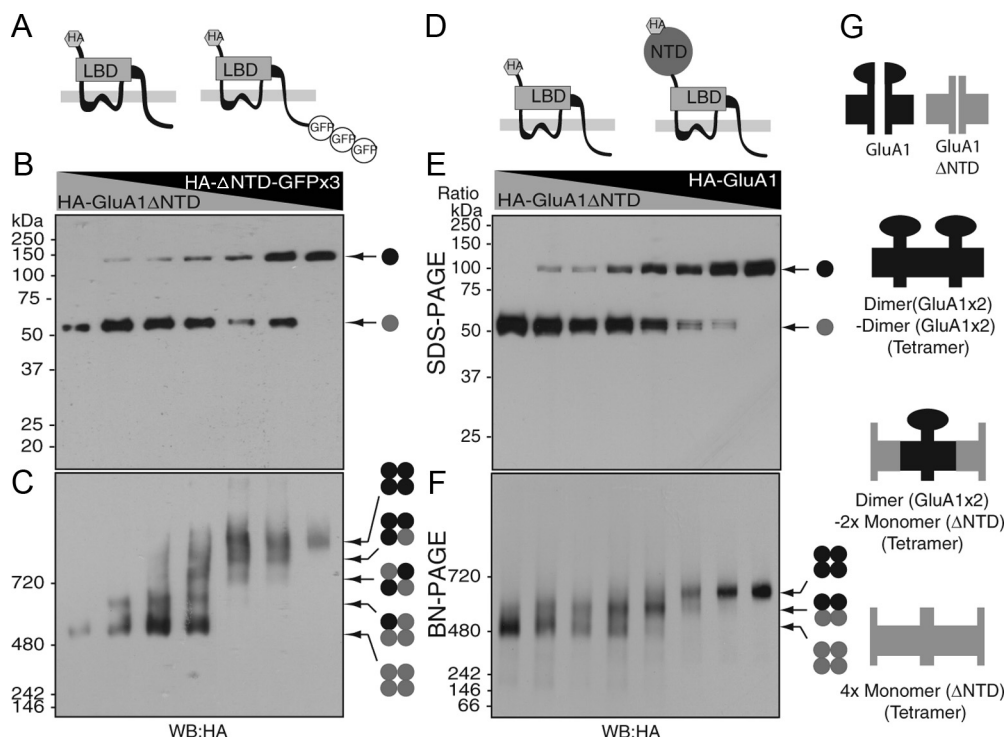 A
HA
LBD
HA
LBD
GFP
GFP
GFP
B
HA-ΔNTD-GFPx3
HA-GluA1ΔNTD
kDa
250
150
100
75
50
37
25
20
C
720
480
242
146
WB:HA
D
HA
LBD
HA
NTD
LBD
E
Ratio
HA-GluA1
HA-GluA1ΔNTD
kDa
250
150
100
75
50
37
25
SDS-PAGE
F
720
480
242
146
66
BN-PAGE
WB:HA
G
GluA1
GluA1
ΔNTD
Dimer(GluA1x2)
-Dimer (GluA1x2)
(Tetramer)
Dimer (GluA1x2)
-2x Monomer (ΔNTD)
(Tetramer)
4x Monomer (ΔNTD)
(Tetramer)